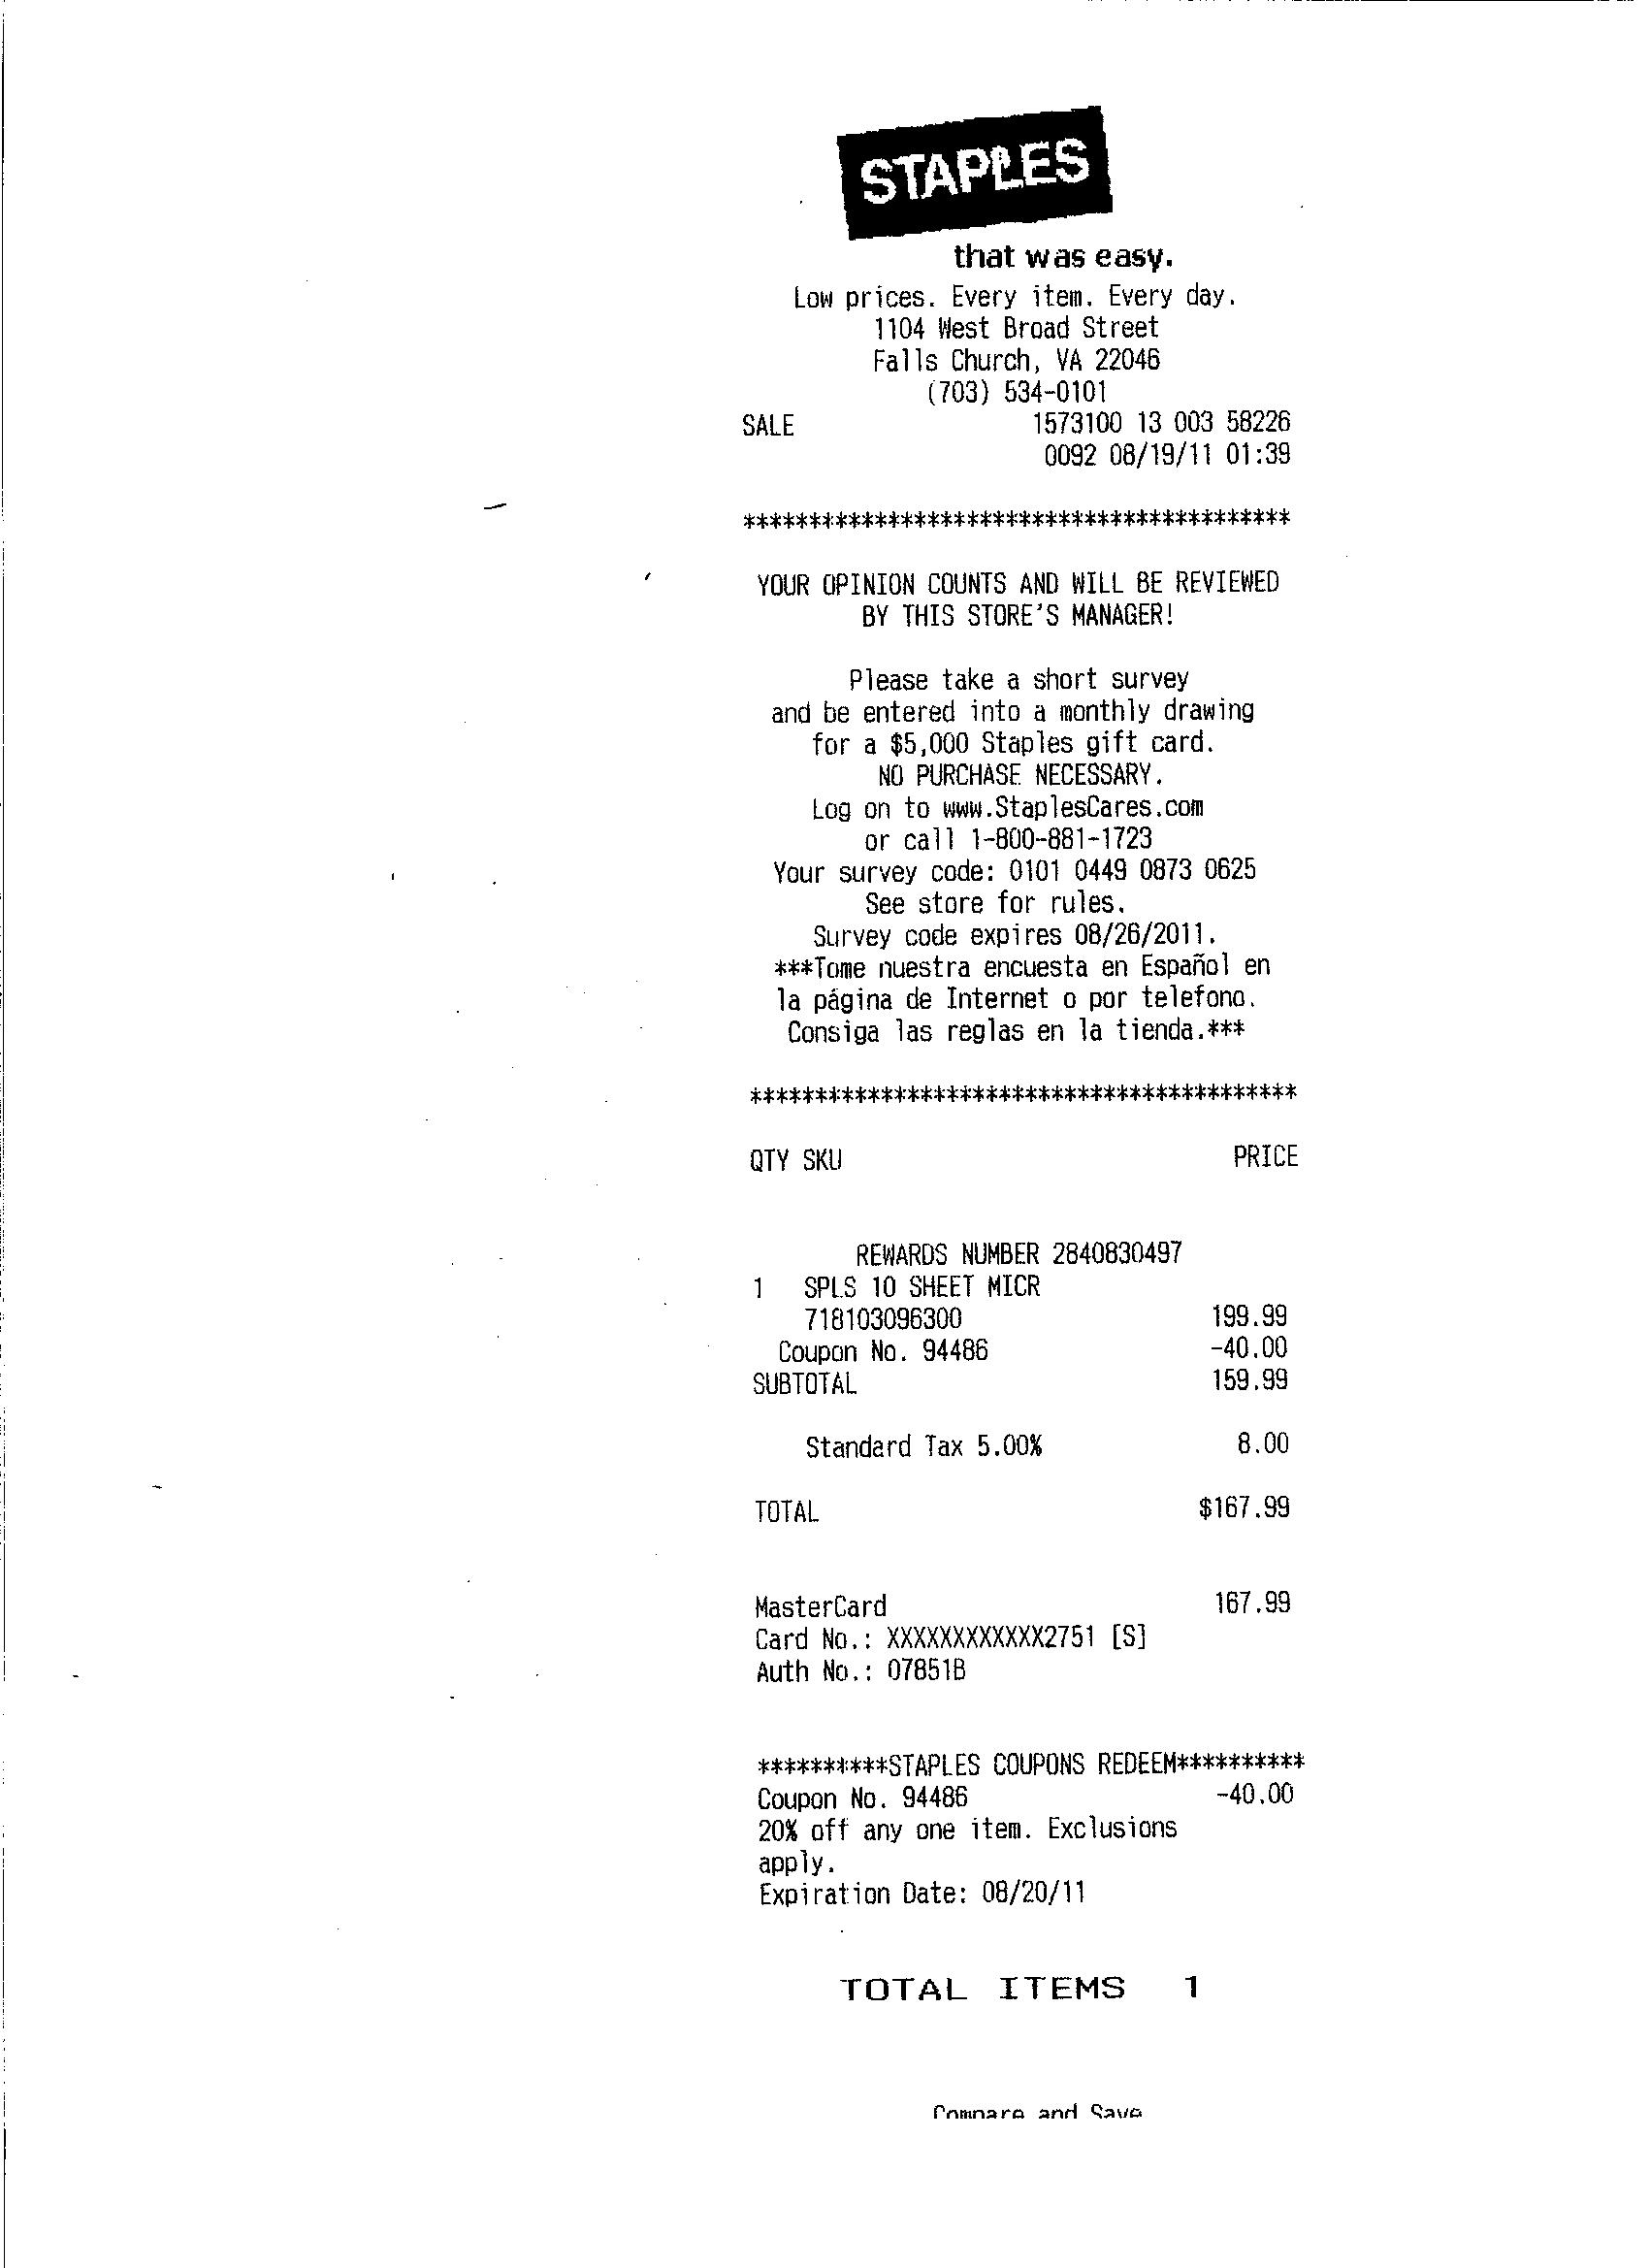 STAPLES
that was easy.
Low prices. Every item. Every day.
1104 West Broad Street
Falls Church, VA 22046
(703) 534-0101
SALE 1573100 13 003 58226
0092 08/19/11 01:39
******************************************
YOUR OPINION COUNTS AND WILL BE REVIEWED
BY THIS STORE'S MANAGER!
Please take a short survey
and be entered into a monthly drawing
for a $5,000 Staples gift card.
NO PURCHASE NECESSARY.
Log on to www.StaplesCares.com
or call 1-800-881-1723
Your survey code: 0101 0449 0873 0625
See store for rules.
Survey code expires 08/26/2011.
***Tome nuestra encuesta en Español en
la página de Internet o por telefono.
Consiga las reglas en la tienda.***
******************************************
QTY SKU PRICE
REWARDS NUMBER 2840830497
1 SPLS 10 SHEET MICR
718103096300 199.99
Coupon No. 94486 -40.00
SUBTOTAL 159.99
Standard Tax 5.00% 8.00
TOTAL $167.99
MasterCard 167.99
Card No.: XXXXXXXXXXXX2751 [S]
Auth No.: 07851B
**********STAPLES COUPONS REDEEM**********
Coupon No. 94486 -40.00
20% off any one item. Exclusions
apply.
Expiration Date: 08/20/11
TOTAL ITEMS 1
Compare and Save